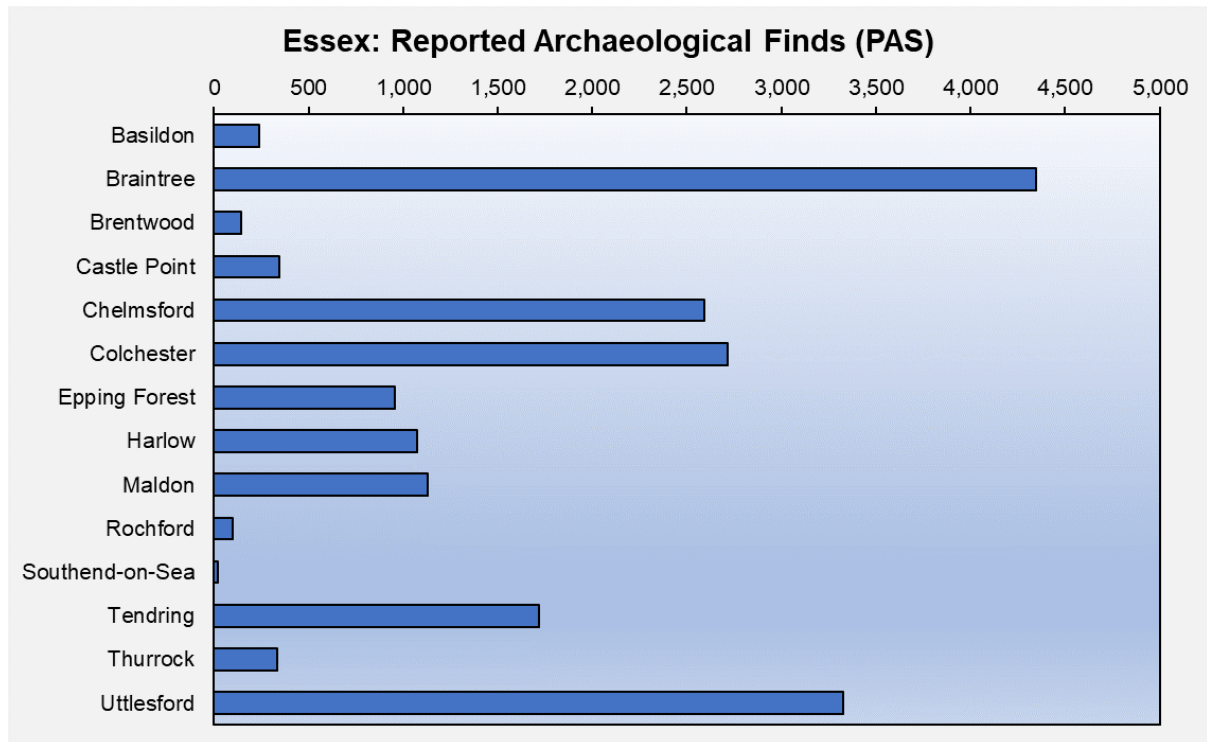 Essex: Reported Archaeological Finds (PAS)
0 500 1,000 1,500 2,000 2,500 3,000 3,500 4,000 4,500 5,000
Basildon
Braintree
Brentwood
Castle Point
Chelmsford
Colchester
Epping Forest
Harlow
Maldon
Rochford
Southend-on-Sea
Tendring
Thurrock
Uttlesford